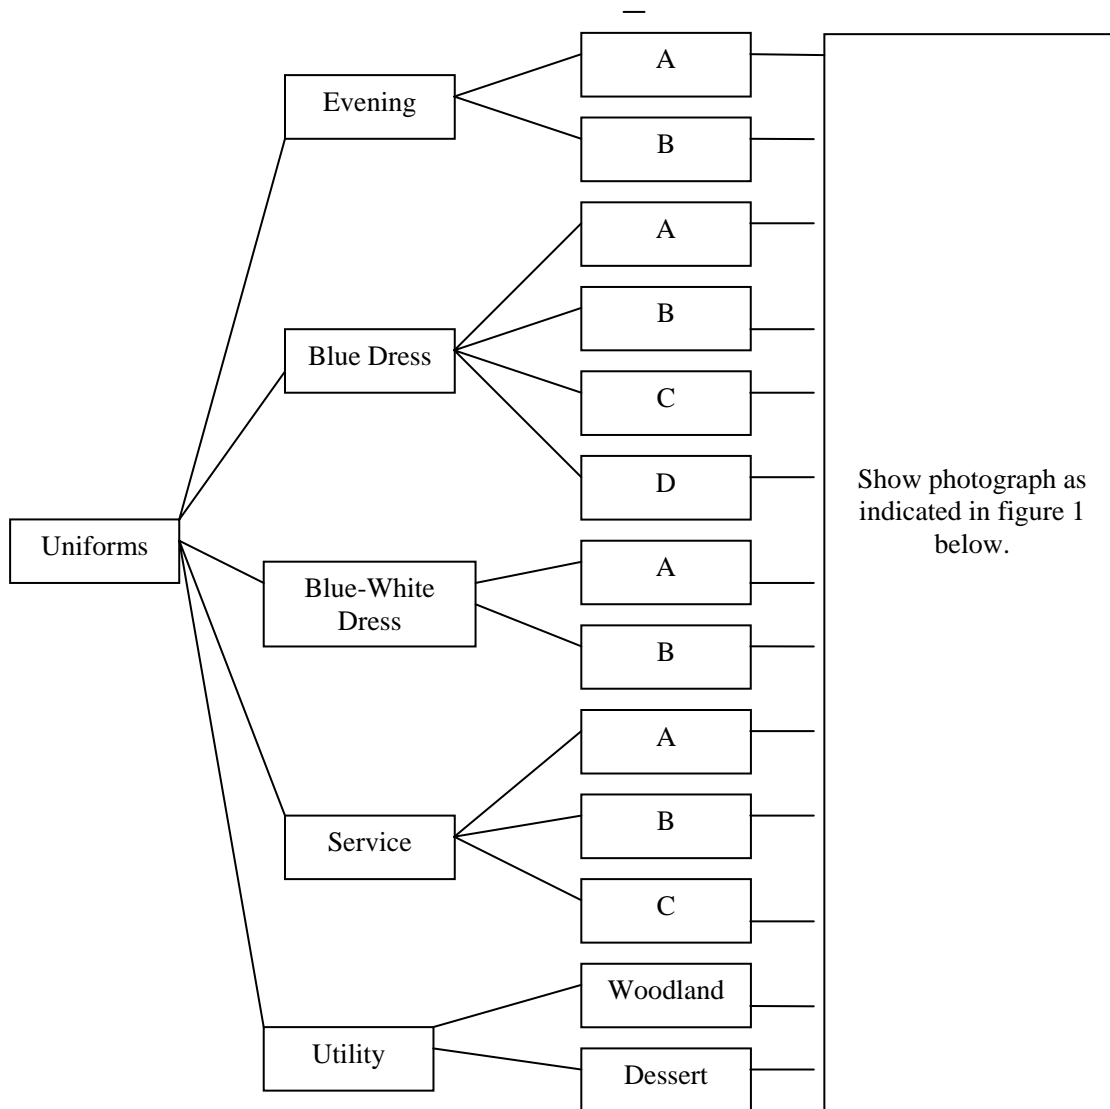 Uniforms
Evening
A
B
Blue Dress
A
B
C
D
Blue-White
Dress
A
B
Service
A
B
C
Utility
Woodland
Dessert
Show photograph as
indicated in figure 1
below.